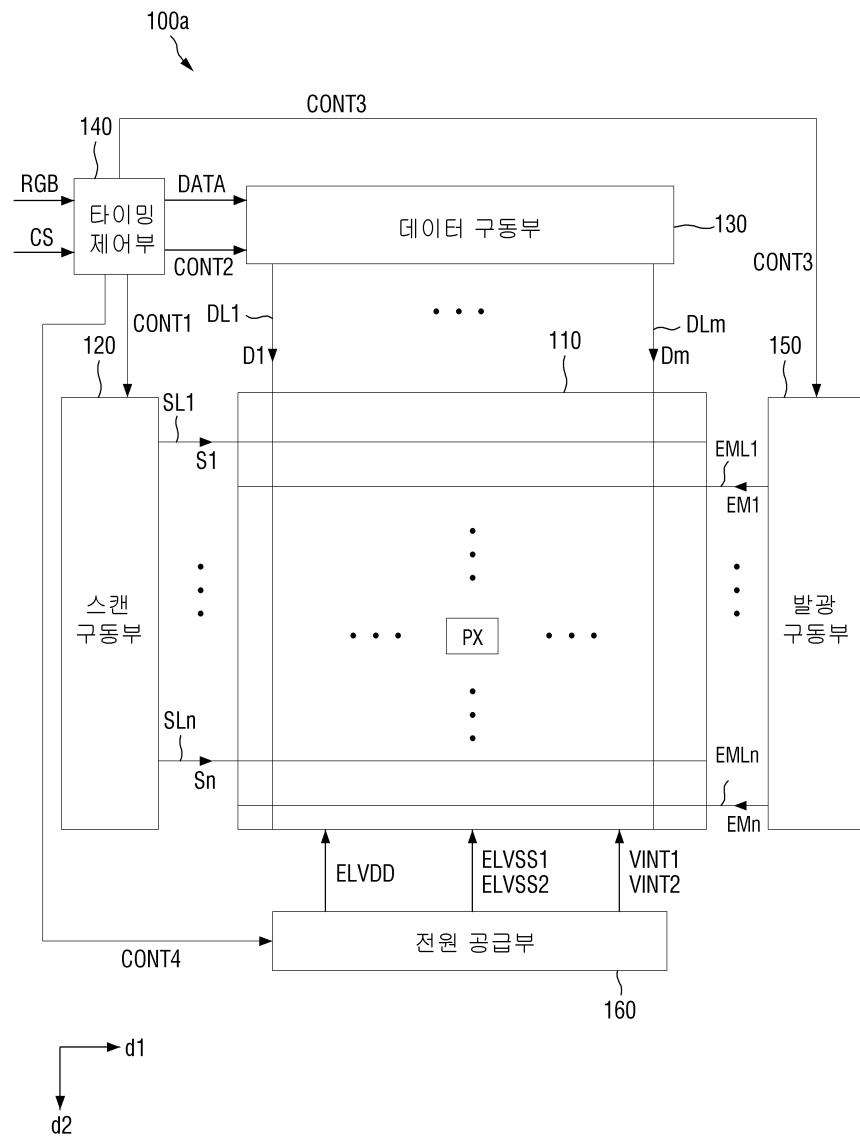 100a
CONT3
140
RGB
DATA
타이밍
제어부
데이터 구동부
130
CS
CONT2
CONT3
CONT1
DL1
DLm
120
D1
Dm
110
150
SL1
S1
EML1
EM1
스캔
구동부
PX
발광
구동부
SLn
Sn
EMLn
EMn
ELVDD
ELVSS1
ELVSS2
VINT1
VINT2
전원 공급부
CONT4
160
d1
d2